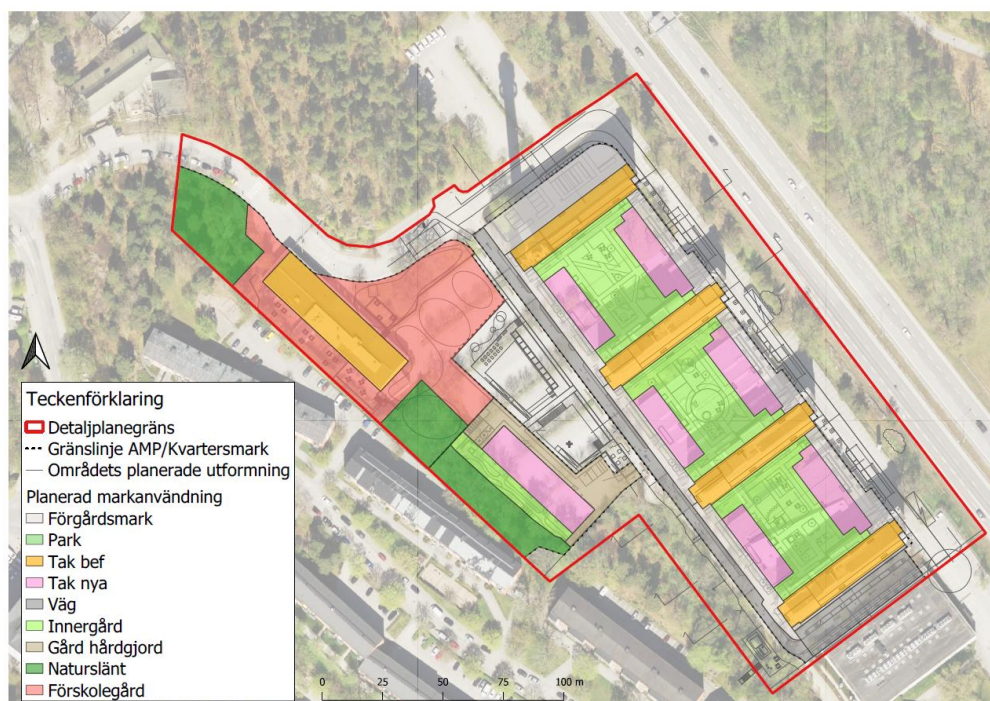 Teckenförklaring
Detaljplanegräns
Gränslinje AMP/Kvartersmark
Områdets planerade utformning
Planerad markanvändning
Förgårdsmark
Park
Tak bef
Tak nya
Väg
Innergård
Gård hårdgjord
Naturslänt
Förskolegård
0 25 50 75 100 m